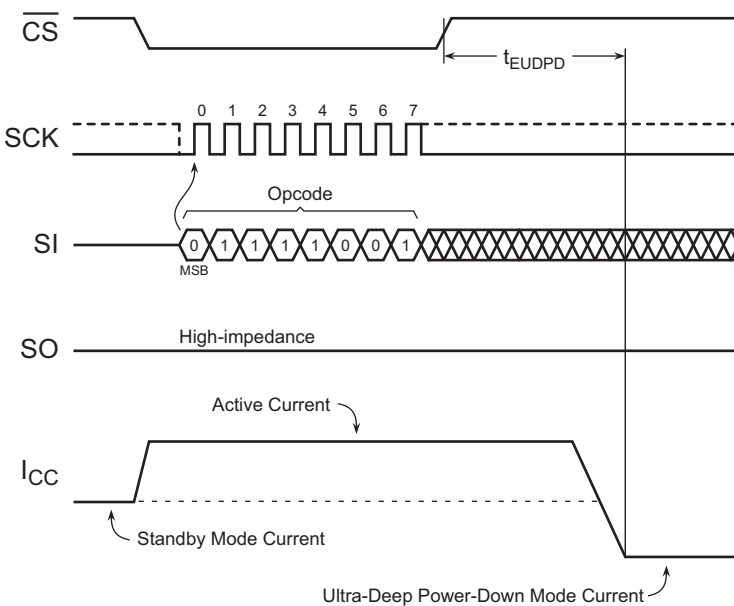 CS
tEUDPD
0 1 2 3 4 5 6 7
SCK
Opcode
SI
0 1 1 1 1 0 0 1
MSB
High-impedance
SO
Active Current
ICC
Standby Mode Current
Ultra-Deep Power-Down Mode Current